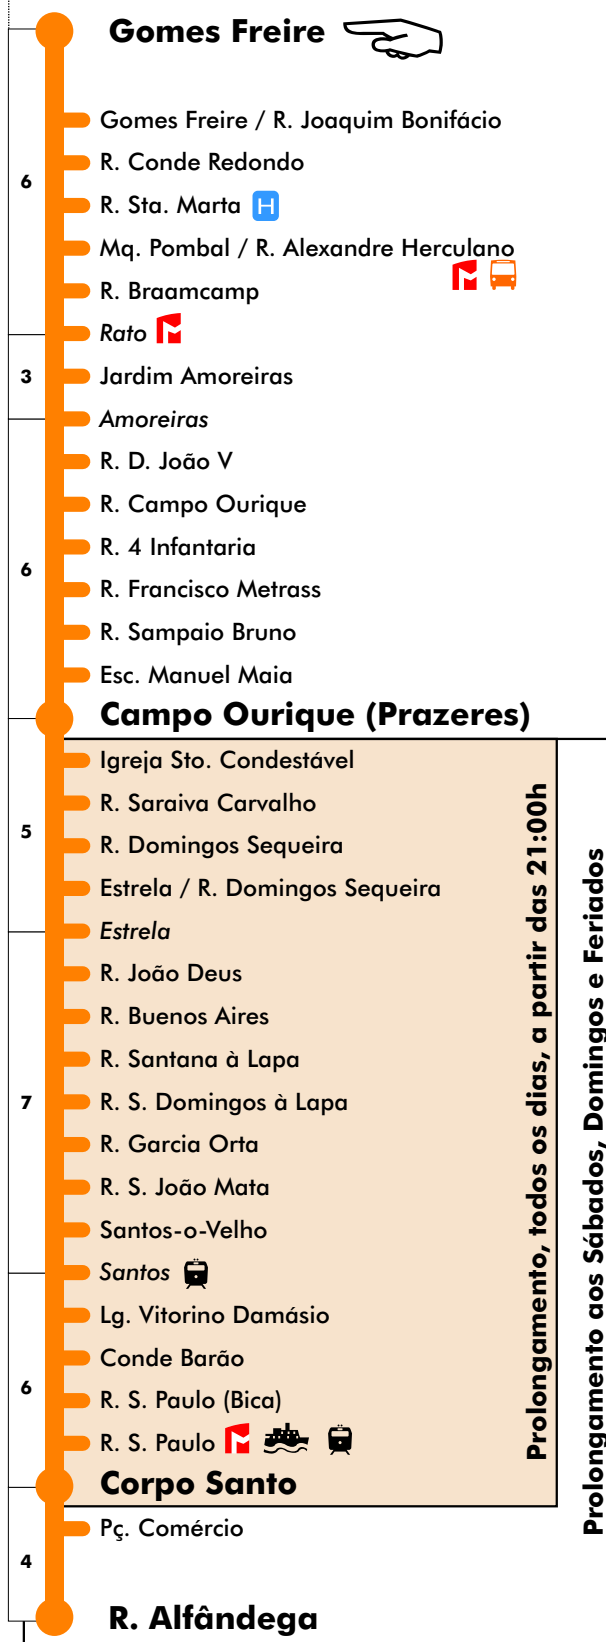 Gomes Freire
Gomes Freire / R. Joaquim Bonifácio
R. Conde Redondo
6
R. Sta. Marta H
Mq. Pombal / R. Alexandre Herculano
R. Braamcamp
Rato
3
Jardim Amoreiras
Amoreiras
R. D. João V
R. Campo Ourique
R. 4 Infantaria
6
R. Francisco Metrass
R. Sampaio Bruno
Esc. Manuel Maia
Campo Ourique (Prazeres)
Igreja Sto. Condestável
R. Saraiva Carvalho
5
R. Domingos Sequeira
Estrela / R. Domingos Sequeira
Estrela
R. João Deus
R. Buenos Aires
R. Santana à Lapa
7
R. S. Domingos à Lapa
R. Garcia Orta
R. S. João Mata
Santos-o-Velho
Santos
Lg. Vitorino Damásio
Conde Barão
6
R. S. Paulo (Bica)
R. S. Paulo
Corpo Santo
Pç. Comércio
4
R. Alfândega
Prolongamento, todos os dias, a partir das 21:00h
Prolongamento aos Sábados, Domingos e Feriados